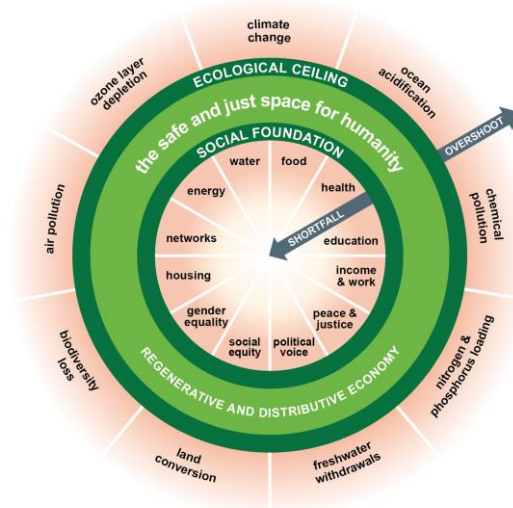 climate
change
ocean
acidification
chemical
pollution
nitrogen &
phosphorus loading
freshwater
withdrawals
land
conversion
biodiversity
loss
air pollution
ozone layer
depletion
OVERSHOOT
ECOLOGICAL CEILING
the safe and just space for humanity
SOCIAL FOUNDATION
water
food
health
SHORTFALL
education
income
& work
peace &
justice
political
voice
social
equity
gender
equality
housing
networks
energy
REGENERATIVE AND DISTRIBUTIVE ECONOMY